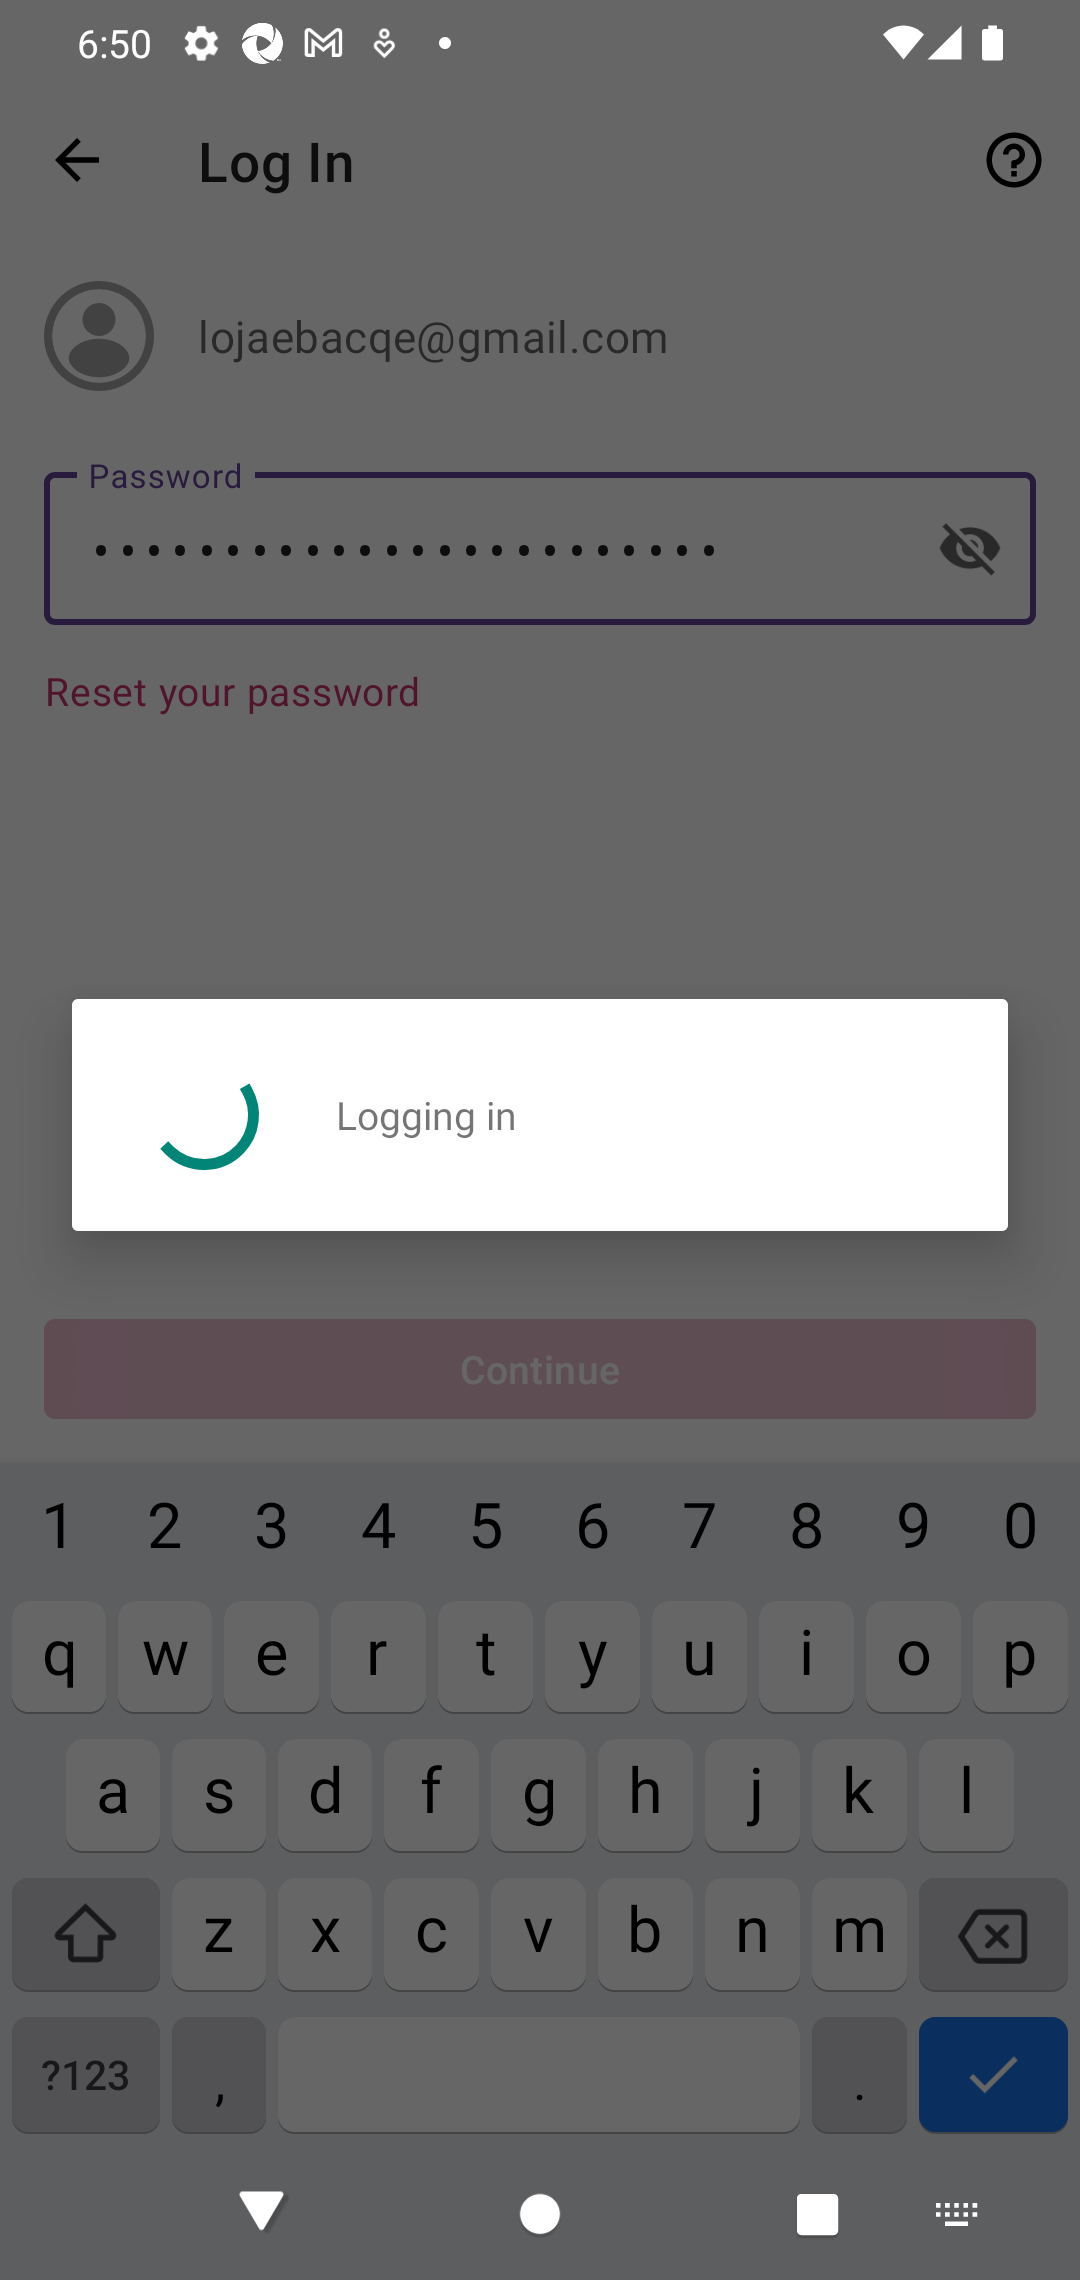 6:50
Log In
lojaebacqe@gmail.com
Password
•••••••••••••••••••••••• 
Reset your password
Logging in
Continue
1 2 3 4 5 6 7 8 9 0
q w e r t y u i o p
a s d f g h j k l
z x c v b n m
?123 , .